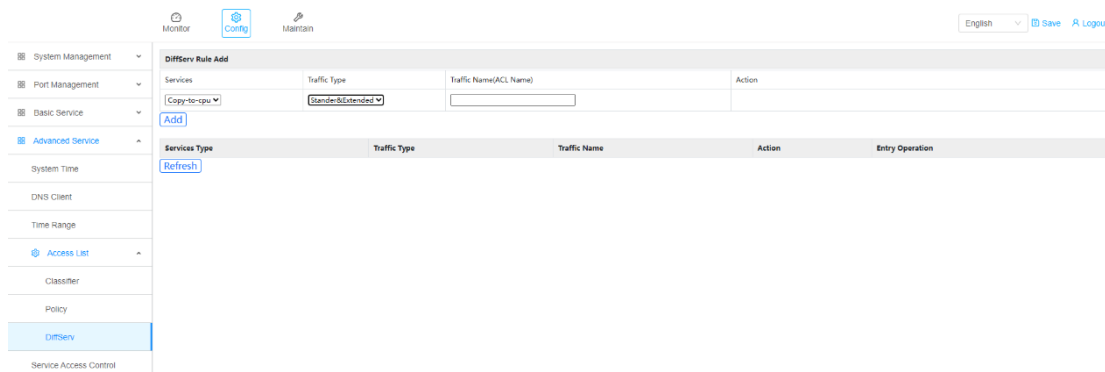 Monitor
Config
Maintain
English
Save
Logou
System Management
Port Management
Basic Service
Advanced Service
System Time
DNS Client
Time Range
Access List
Classifier
Policy
DiffServ
Service Access Control
DiffServ Rule Add
Services Traffic Type Traffic Name(ACL Name) Action
Copy-to-cpu Stander&Extended
Add
Services Type Traffic Type Traffic Name Action Entry Operation
Refresh